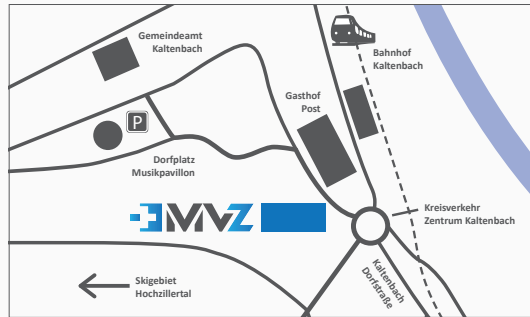 Gemeindeamt
Kaltenbach
Bahnhof
Kaltenbach
Gasthof
Post
P
Dorfplatz
Musikpavillon
MVZ
Kreisverkehr
Zentrum Kaltenbach
Kaltenbach
Dorfstraße
Skigebiet
Hochzillertal